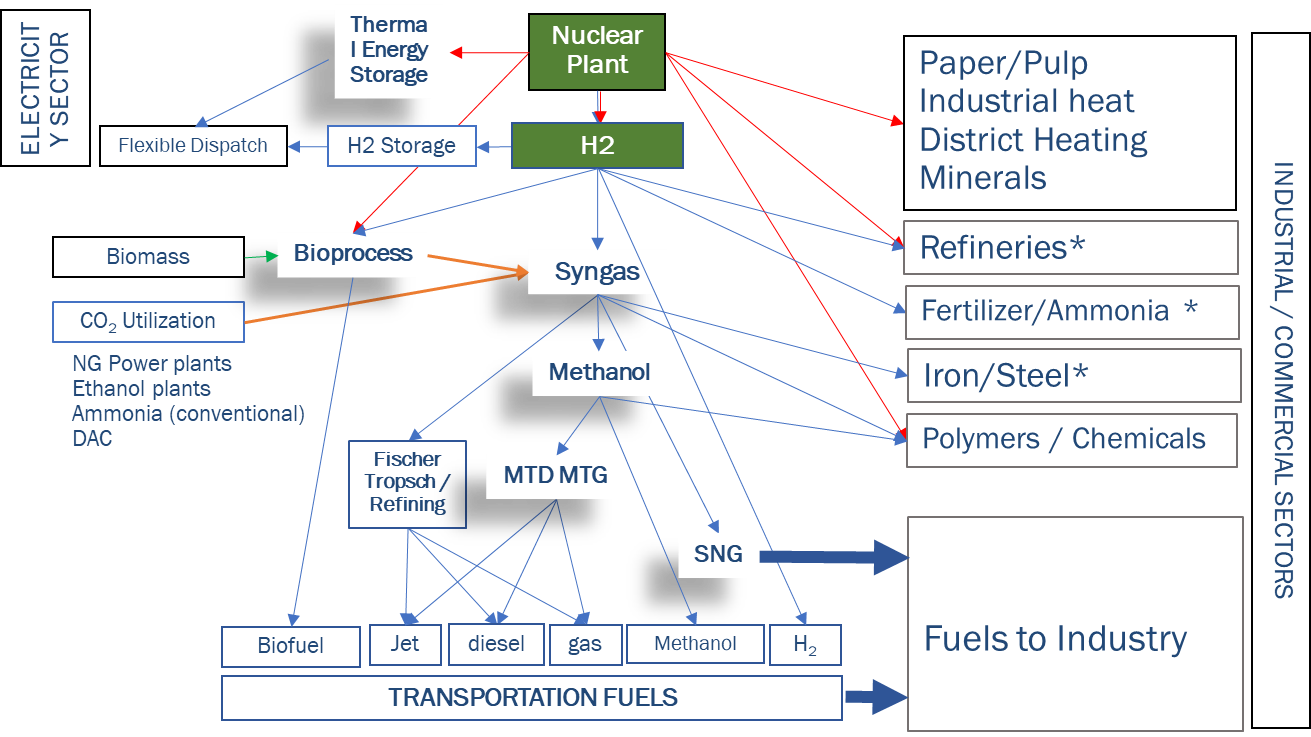 ELECTRICIT
Y SECTOR
Therma
l Energy
Storage
Nuclear
Plant
Flexible Dispatch
H2 Storage
H2
Paper/Pulp
Industrial heat
District Heating
Minerals
INDUSTRIAL / COMMERCIAL SECTORS
Biomass
Bioprocess
Syngas
Refineries*
CO₂ Utilization
Fertilizer/Ammonia *
NG Power plants
Ethanol plants
Ammonia (conventional)
DAC
Methanol
Iron/Steel*
Polymers / Chemicals
Fischer
Tropsch /
Refining
MTD MTG
SNG
Fuels to Industry
Biofuel
Jet
diesel
gas
Methanol
H₂
TRANSPORTATION FUELS